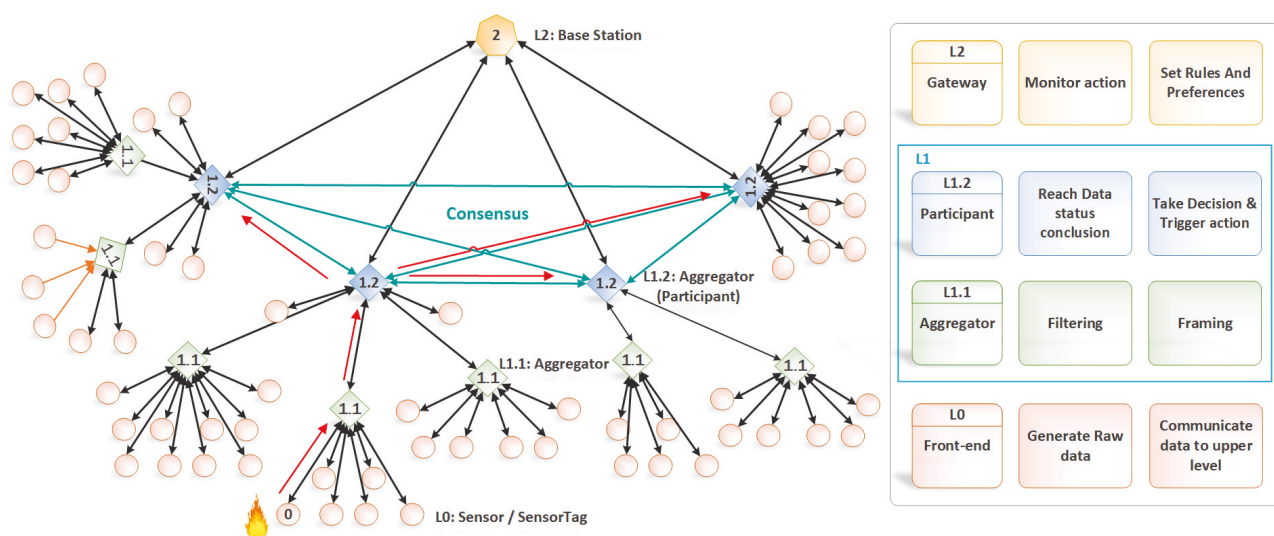 2
L2: Base Station
1.1
1.2
1.1
Consensus
1.2
1.2
1.2
L1.2: Aggregator
(Participant)
1.1
L1.1: Aggregator
1.1
1.1
1.1
1.1
0
L0: Sensor / SensorTag
L2
Gateway
Monitor action
Set Rules And
Preferences
L1
L1.2
Participant
Reach Data
status
conclusion
Take Decision &
Trigger action
L1.1
Aggregator
Filtering
Framing
L0
Front-end
Generate Raw
data
Communicate
data to upper
level